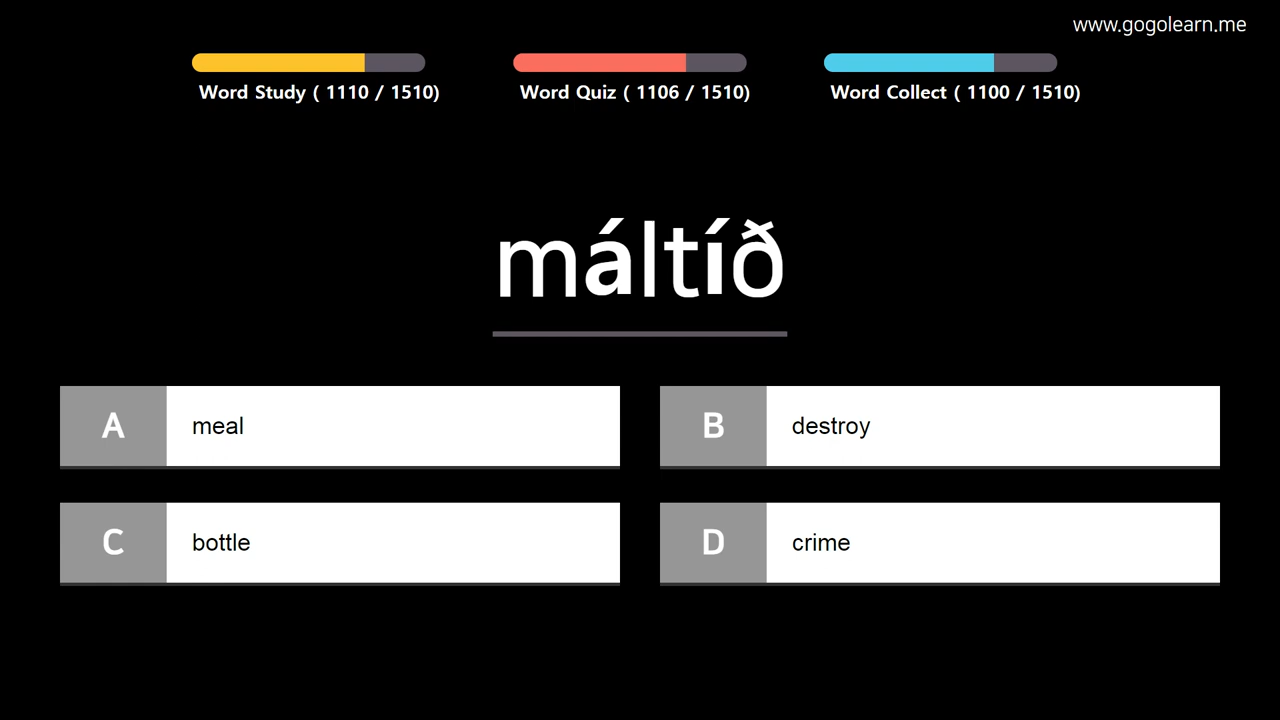 www.gogolearn.me
Word Study ( 1110 / 1510)
Word Quiz ( 1106 / 1510)
Word Collect ( 1100 / 1510)
máltíð
A meal
B destroy
C bottle
D crime